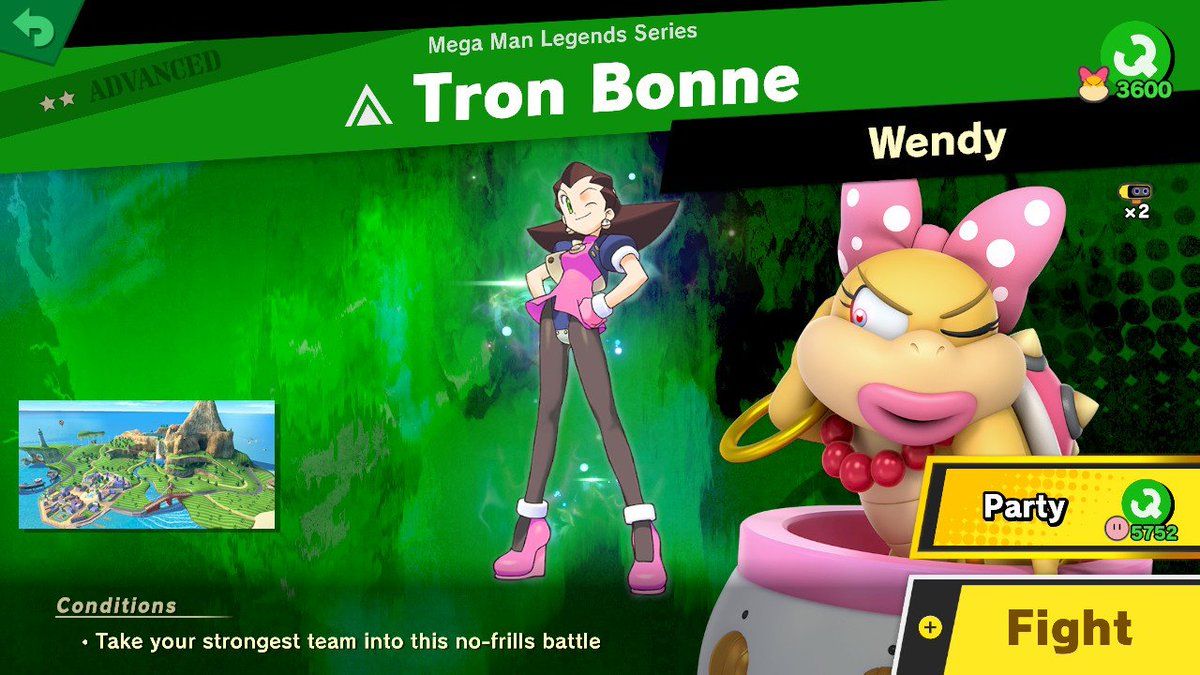 Mega Man Legends Series
ADVANCED
Tron Bonne
3600
Wendy
×2
Party
5752
Conditions
• Take your strongest team into this no-frills battle
+
Fight